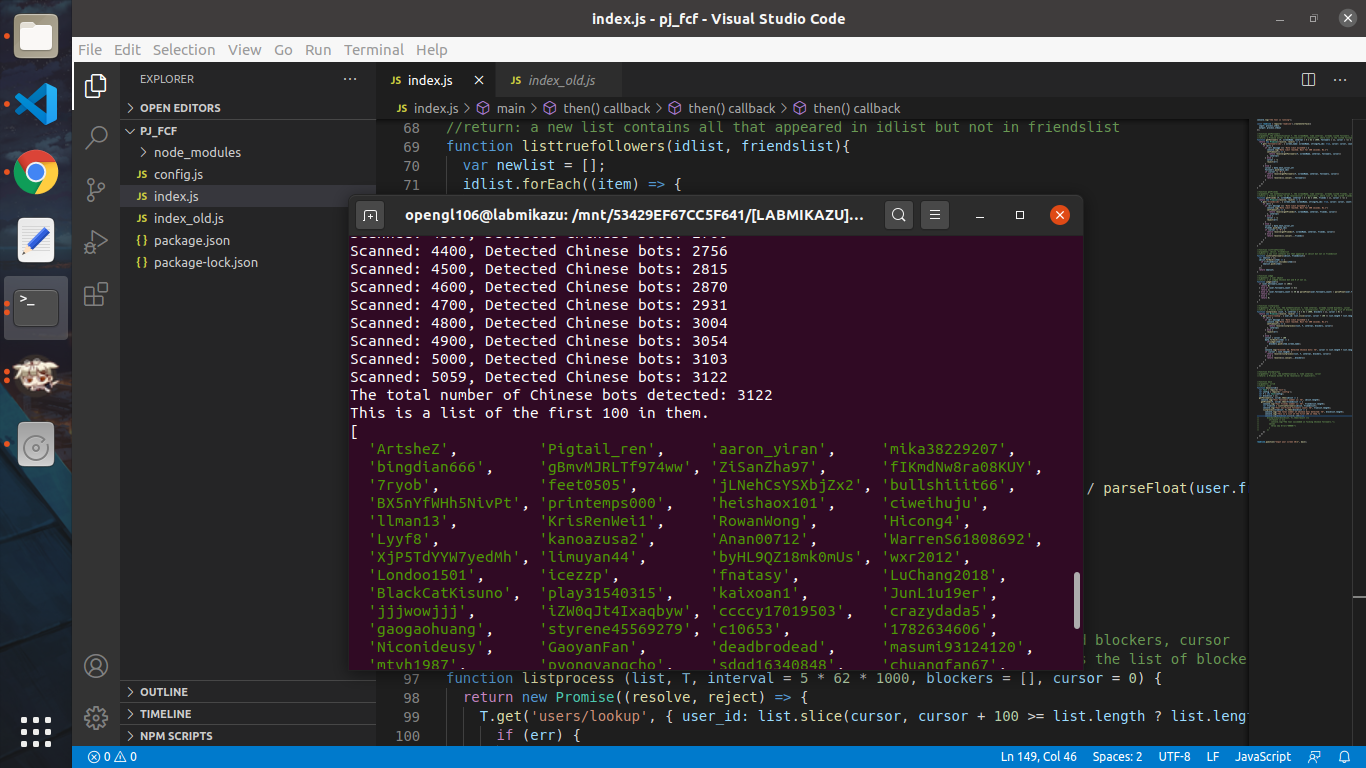 index.js - pj_fcf - Visual Studio Code
File Edit Selection View Go Run Terminal Help
EXPLORER
OPEN EDITORS
PJ_FCF
node_modules
config.js
index.js
index_old.js
package.json
package-lock.json
OUTLINE
TIMELINE
NPM SCRIPTS
JS index.js
JS index_old.js
JS index.js > main > then() callback > then() callback > then() callback
68 //return: a new list contains all that appeared in idlist but not in friendslist
69 function listtruefollowers(idlist, friendslist){
70 var newlist = [];
71 idlist.forEach((item) => {
opengl106@labmikazu: /mnt/53429EF67CC5F641/[LABMIKAZU]...
Scanned: 4400, Detected Chinese bots: 2756
Scanned: 4500, Detected Chinese bots: 2815
Scanned: 4600, Detected Chinese bots: 2870
Scanned: 4700, Detected Chinese bots: 2931
Scanned: 4800, Detected Chinese bots: 3004
Scanned: 4900, Detected Chinese bots: 3054
Scanned: 5000, Detected Chinese bots: 3103
Scanned: 5059, Detected Chinese bots: 3122
The total number of Chinese bots detected: 3122
This is a list of the first 100 in them.
[
'ArtsheZ', 'Pigtail_ren', 'aaron_yiran', 'mika38229207',
'bingdian666', 'gBmvMJRLTf974ww', 'ZiSanZha97', 'fIKmdNw8ra08KUY',
'7ryob', 'feet0505', 'jLNehCsYSXbjZx2', 'bullshiiit66',
'BX5nYfWHh5NivPt', 'printemps000', 'heishaox101', 'ciweihuju',
'llman13', 'KrisRenWei1', 'RowanWong', 'Hicong4',
'Lyyf8', 'kanoazusa2', 'Anan00712', 'WarrenS61808692',
'XjP5TdYYW7yedMh', 'limuyan44', 'byHL9QZ18mk0mUs', 'wxr2012',
'Londoo1501', 'icezzp', 'fnatasy', 'LuChang2018',
'BlackCatKisuno', 'play31540315', 'kaixoan1', 'JunL1u19er',
'jjjwowjjj', 'iZW0qJt4Ixaqbyw', 'ccccy17019503', 'crazydada5',
'gaogaohuang', 'styrene45569279', 'c10653', '1782634606',
'Niconideusy', 'GaoyanFan', 'deadbrodead', 'masumi93124120',
'mtyh1987', 'pyongyangcho', 'sdgd16340848', 'chuangfan67',
/ parseFloat(user.f
d blockers, cursor
s the list of blocke
97 function listprocess (list, T, interval = 5 * 62 * 1000, blockers = [], cursor = 0) {
98 return new Promise((resolve, reject) => {
99 T.get('users/lookup', { user_id: list.slice(cursor, cursor + 100 >= list.length ? list.leng
100 if (err) {
0 0 Ln 149, Col 46 Spaces: 2 UTF-8 LF JavaScript